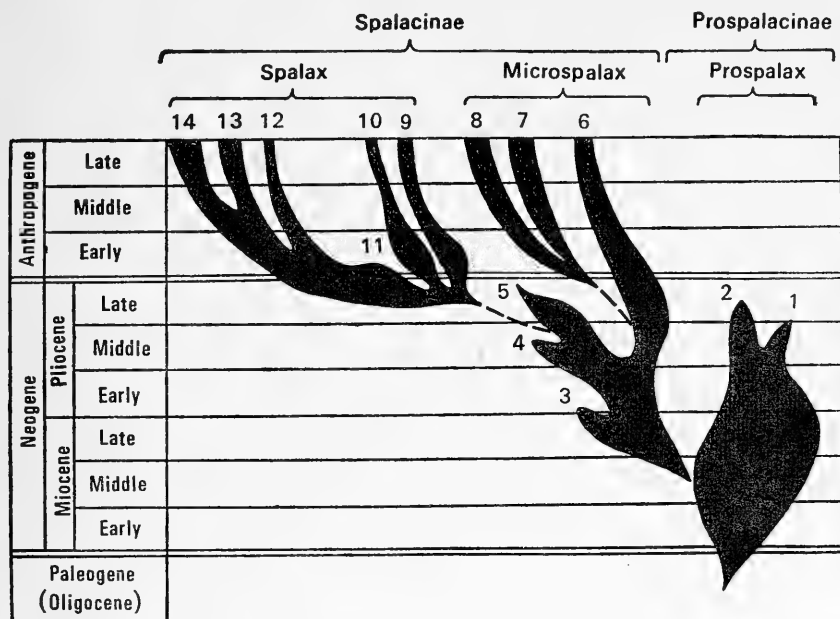 Spalacinae Prospalacinae
Spalax Microspalax Prospalax
14 13 12 10 9 8 7 6
Anthropogene
Late
Middle
Early
11
Neogene
Pliocene
Late
5 2 1
Middle
4
Early
3
Miocene
Late
Middle
Early
Paleogene
(Oligocene)